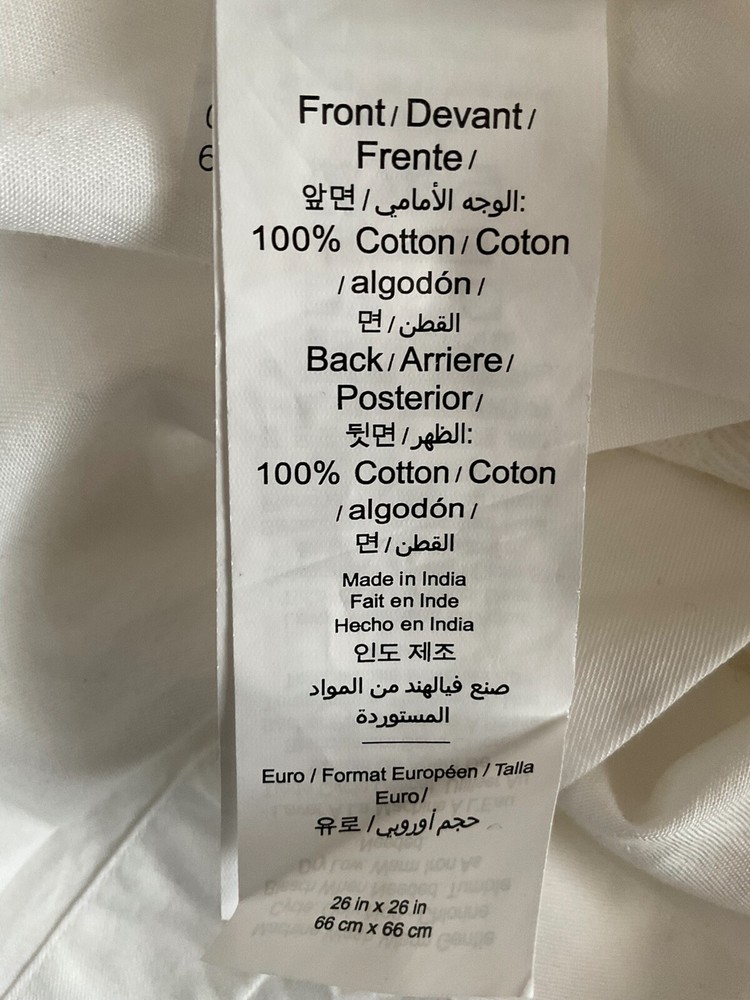 Front / Devant /
Frente /
앞면 / الوجه الأمامي:
100% Cotton / Coton
/ algodón /
면 / القطن
Back / Arriere /
Posterior /
뒷면 / الظهر:
100% Cotton / Coton
/ algodón /
면 / القطن
Made in India
Fait en Inde
Hecho en India
인도 제조
صنع فيالهند من المواد
المستوردة
Euro / Format Européen / Talla
Euro/
유로 / حجم أوروبي
26 in x 26 in
66 cm x 66 cm